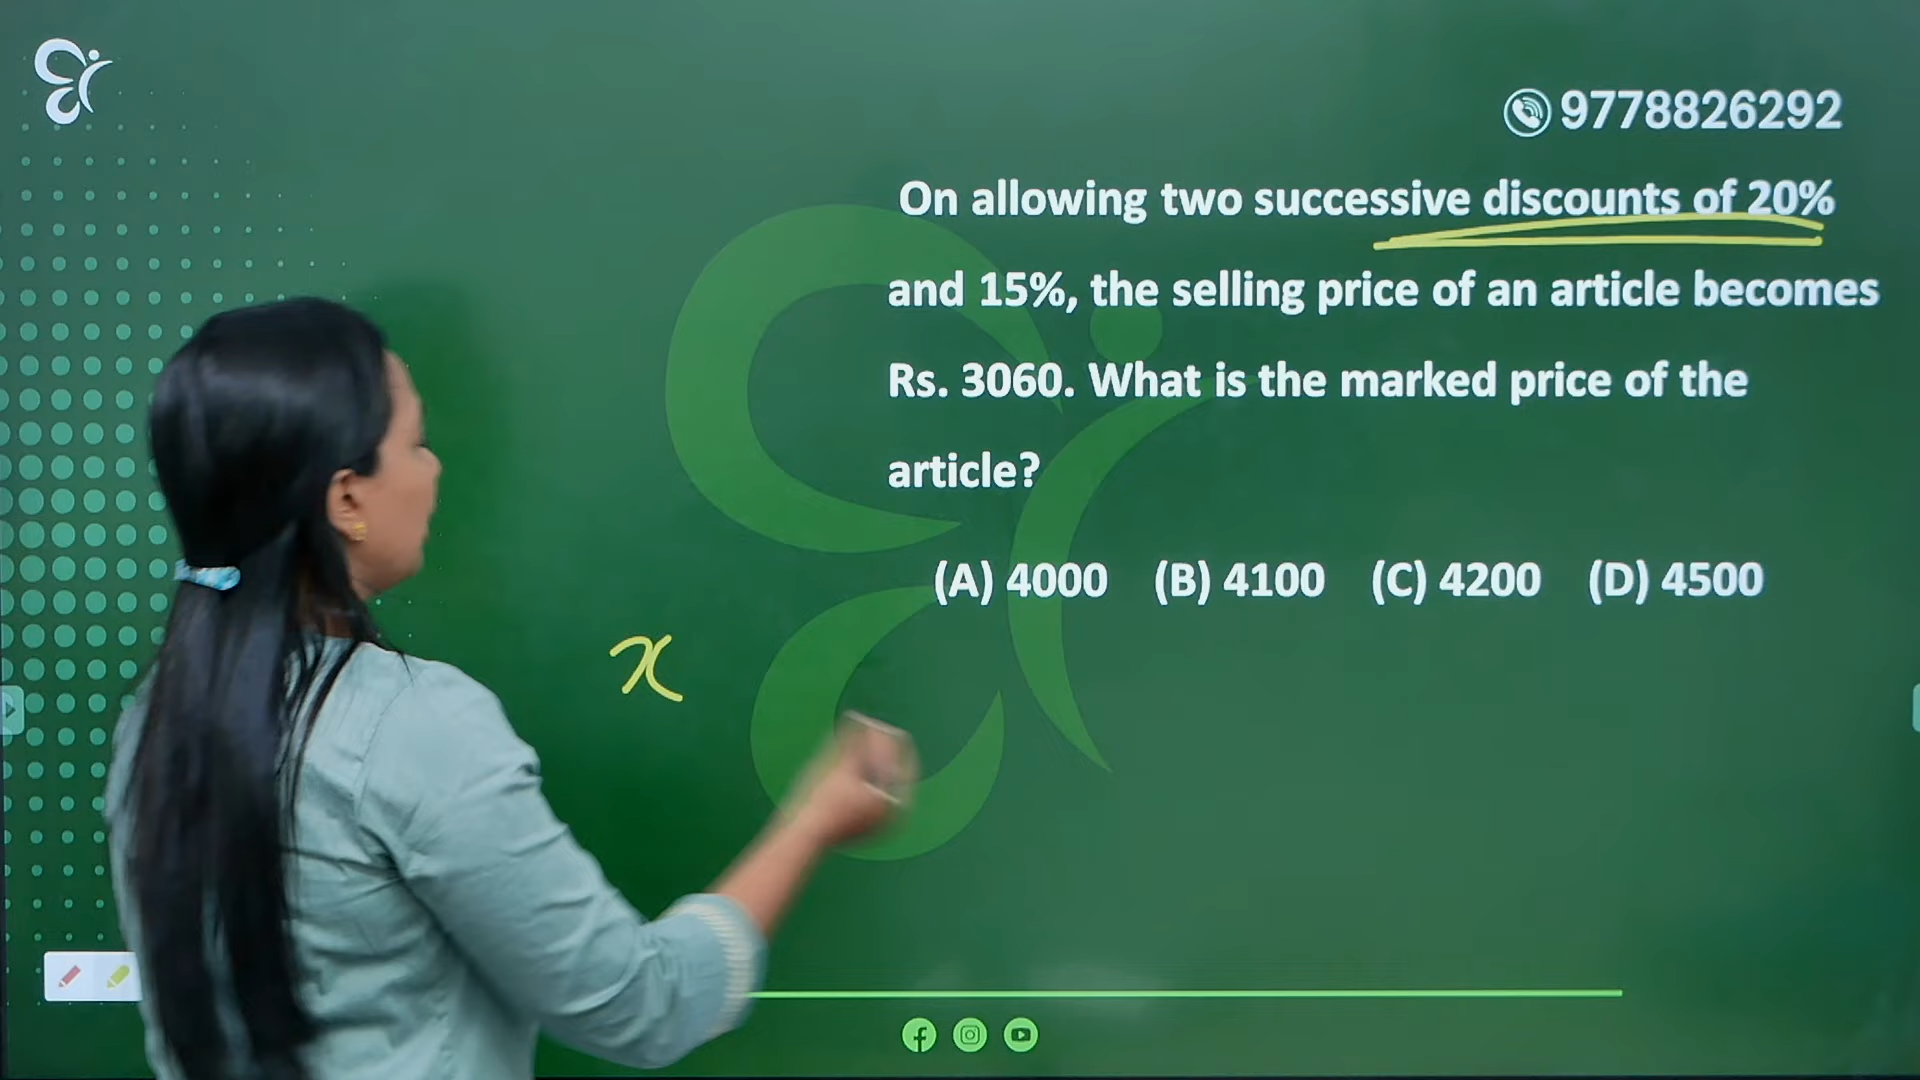 9778826292
On allowing two successive discounts of 20%
and 15%, the selling price of an article becomes
Rs. 3060. What is the marked price of the
article?
(A) 4000 (B) 4100 (C) 4200 (D) 4500
x